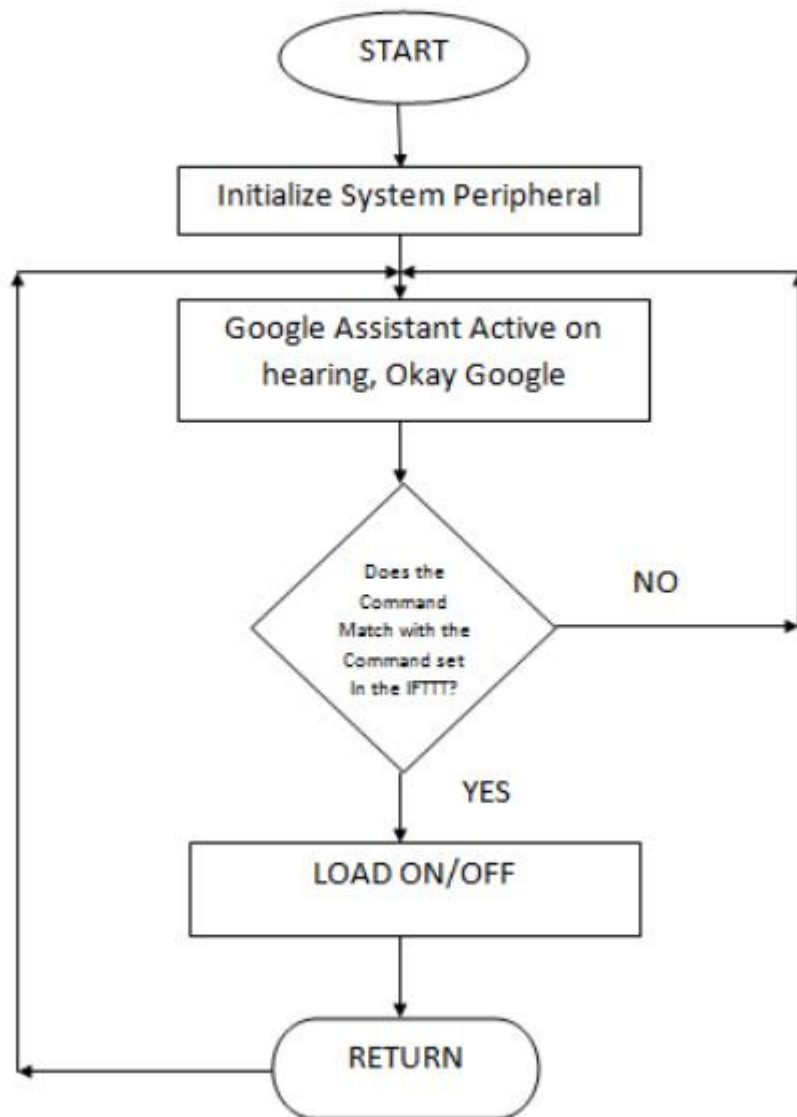 START
Initialize System Peripheral
Google Assistant Active on
hearing, Okay Google
Does the
Command
Match with the
Command set
In the IFTTT?
NO
YES
LOAD ON/OFF
RETURN